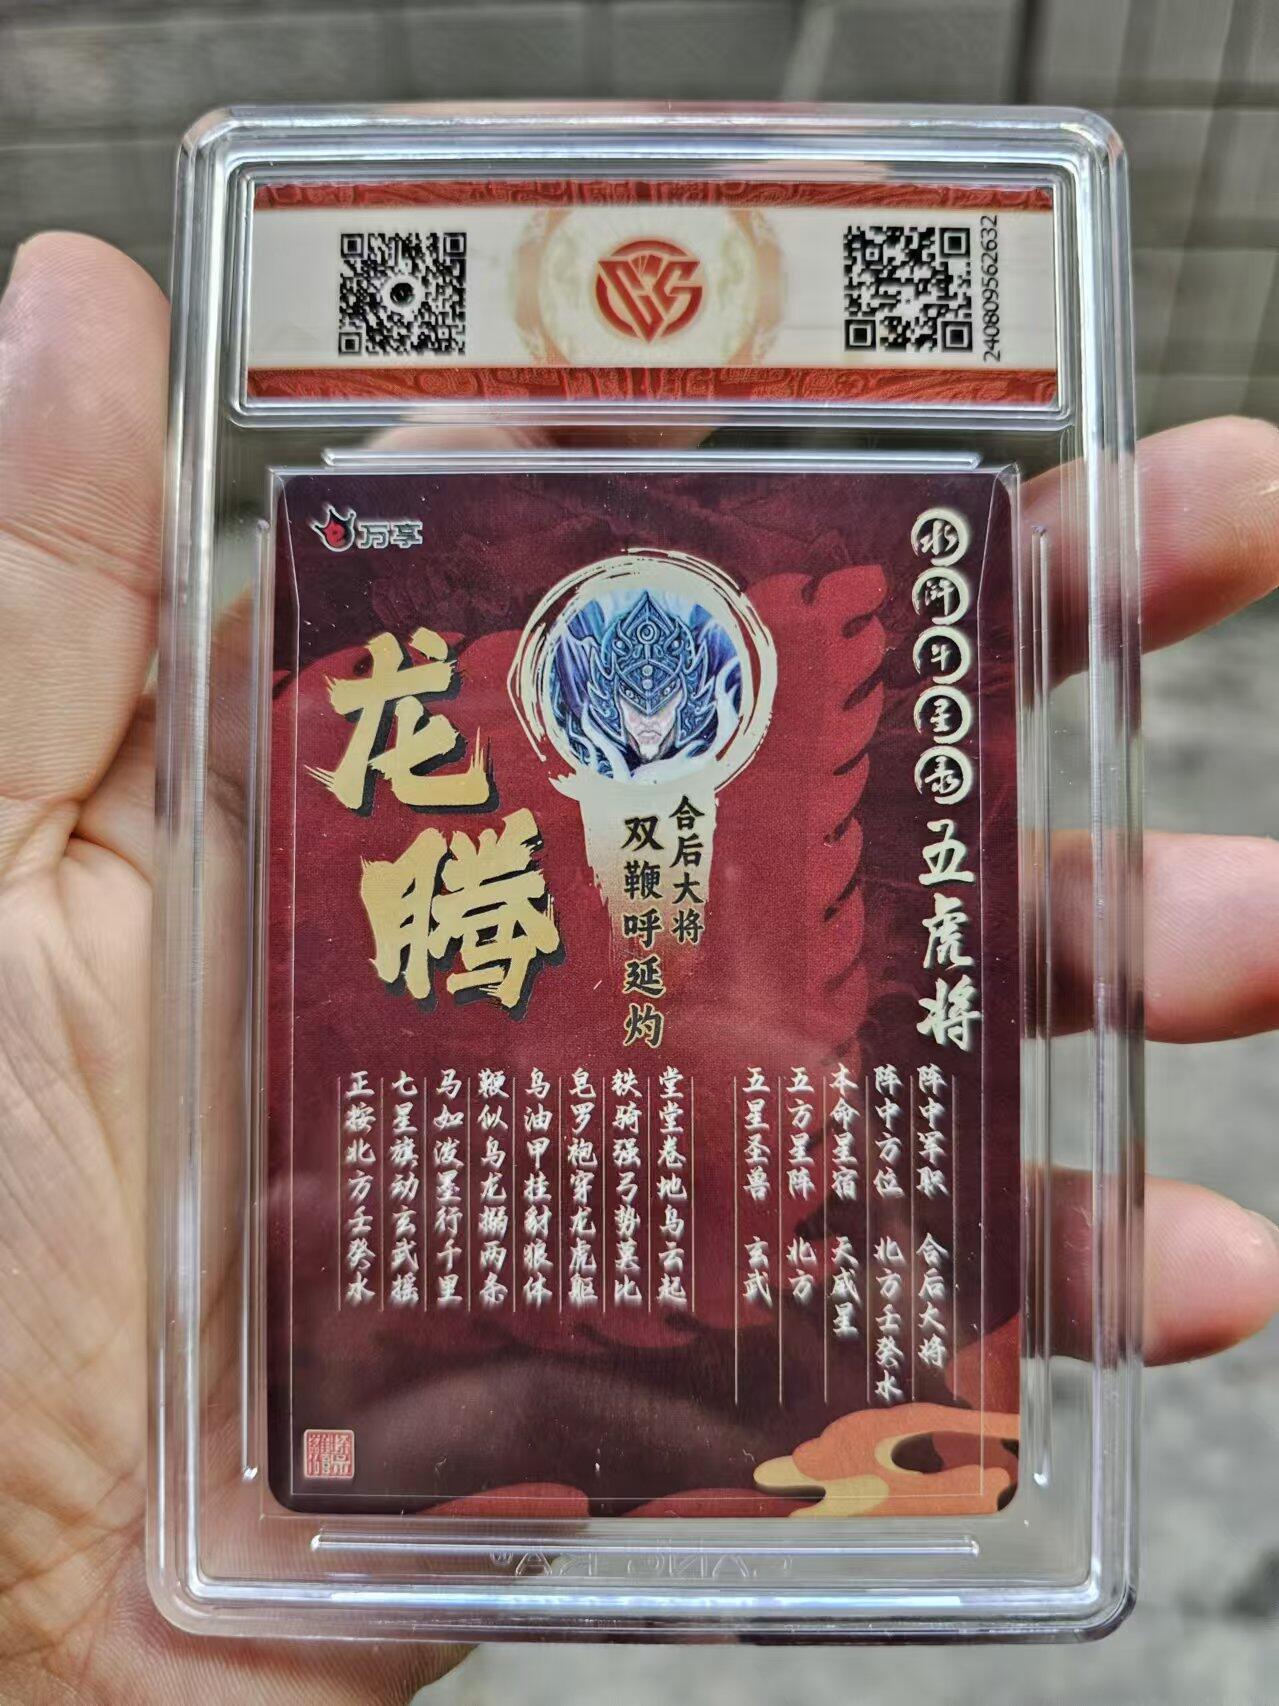 240809562632
万享
水浒斗星录 五虎将
龙腾
合后大将
双鞭呼延灼
阵中军职 合后大将
阵中方位 北方壬癸水
本命星宿 天威星
五方星阵 北方
五星圣兽 玄武
堂堂卷地乌云起
铁骑强弓势莫比
皂罗袍穿龙虎躯
乌油甲挂豺狼体
鞭似乌龙搦两条
马如泼墨行千里
七星旗动玄武摇
正按北方壬癸水